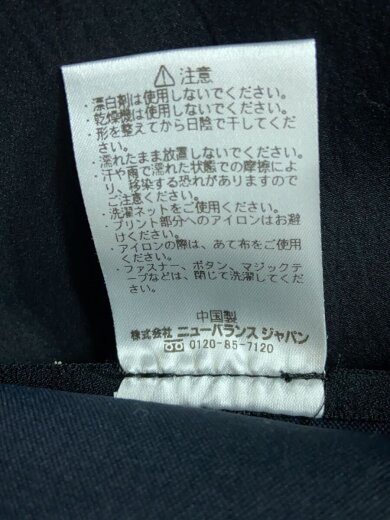 ⚠ 注意
・漂白剤は使用しないでください。
・乾燥機は使用しないでください。
・形を整えてから日陰で干してくだ
さい。
・濡れたまま放置しないでください。
・汗や雨で濡れた状態での摩擦によ
り、移染する恐れがありますので
ご注意ください。
・洗濯ネットをご使用ください。
・プリント部分へのアイロンはお避
けください。
・アイロンの際は、あて布をご使用
ください。
・ファスナー、ボタン、マジックテ
ープなどは、閉じて洗濯してくだ
さい。
中国製
株式会社 ニューバランス ジャパン
0120-85-7120